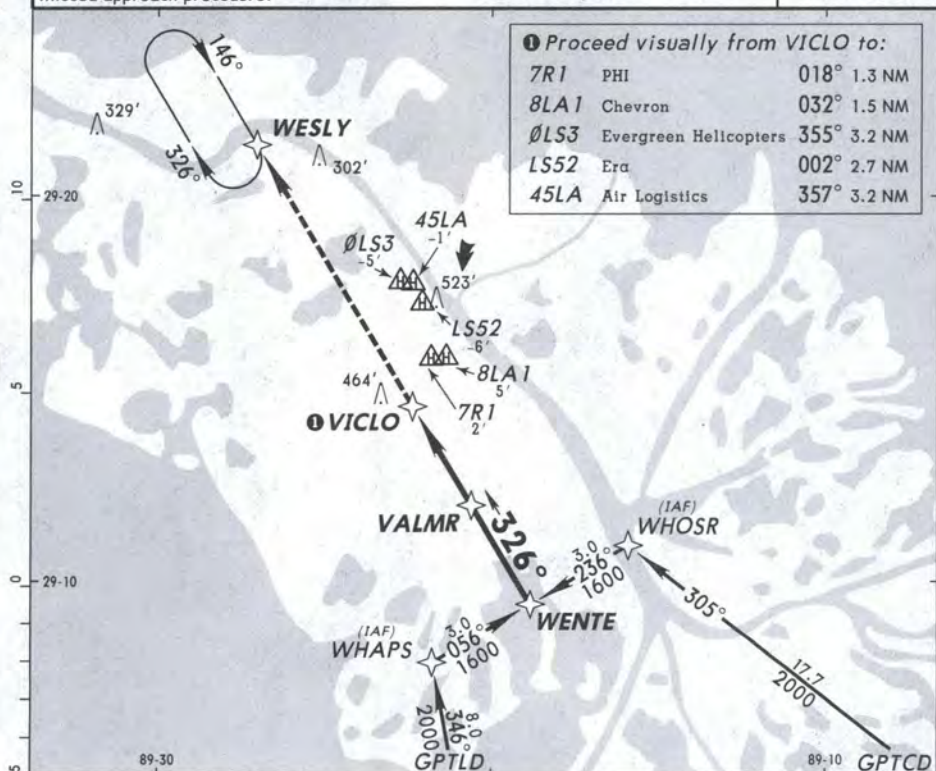 ❶ Proceed visually from VICLO to:
7R1 PHI 018° 1.3 NM
8LA1 Chevron 032° 1.5 NM
ØLS3 Evergreen Helicopters 355° 3.2 NM
LS52 Era 002° 2.7 NM
45LA Air Logistics 357° 3.2 NM
146°
329'
WESLY
302'
326°
10
29-20
45LA
-1'
ØLS3
-5'
523'
LS52
-6'
8LA1
5'
464'
7R1
2'
5
❶ VICLO
VALMR
326°
(IAF)
WHOSR
3.0
236°
1600
0
29-10
WENTE
305°
(IAF)
WHAPS
3.0
056°
1600
17.7
2000
8.0
346°
2000
5
89-30
GPTLD
89-10
GPTCD